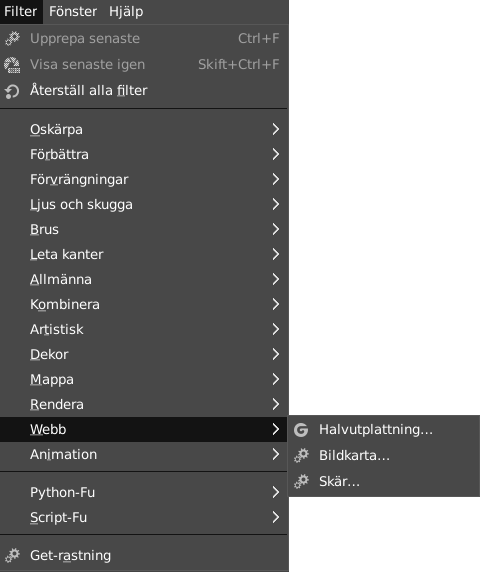 Filter Fönster Hjälp
Upprepa senaste Ctrl+F
Visa senaste igen Skift+Ctrl+F
Återställ alla filter
Oskärpa
Förbättra
Förvrängningar
Ljus och skugga
Brus
Leta kanter
Allmänna
Kombinera
Artistisk
Dekor
Mappa
Rendera
Webb
Halvutplattning...
Animation
Bildkarta...
Skär...
Python-Fu
Script-Fu
Get-rastning